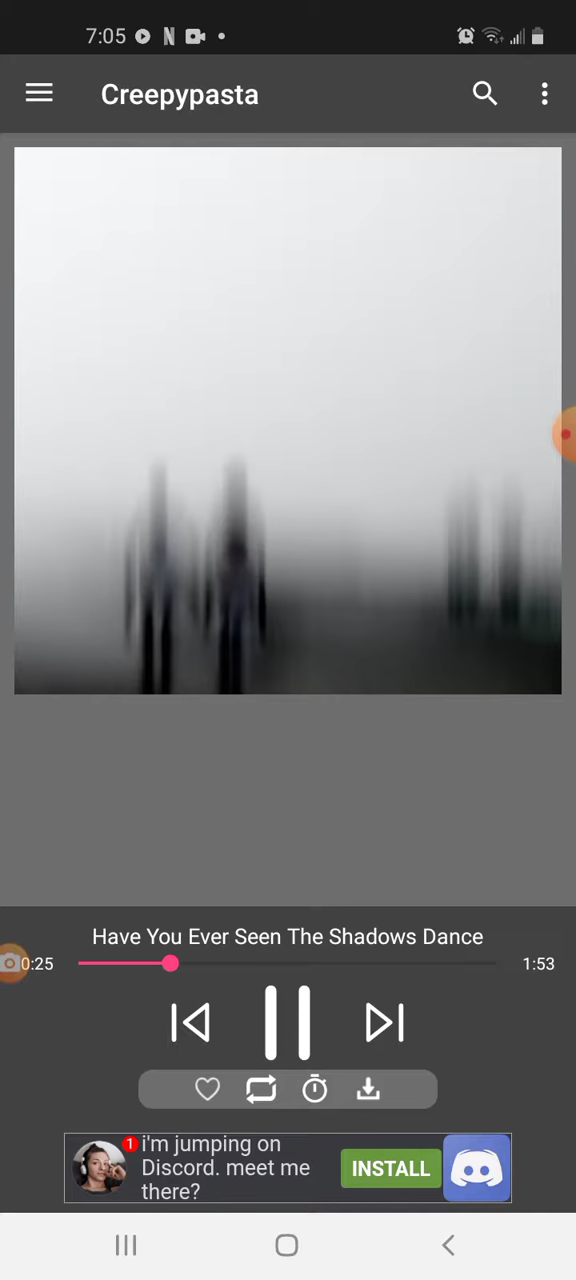 7:05
Creepypasta
Have You Ever Seen The Shadows Dance
0:25
1:53
1
i'm jumping on
Discord. meet me
there?
INSTALL